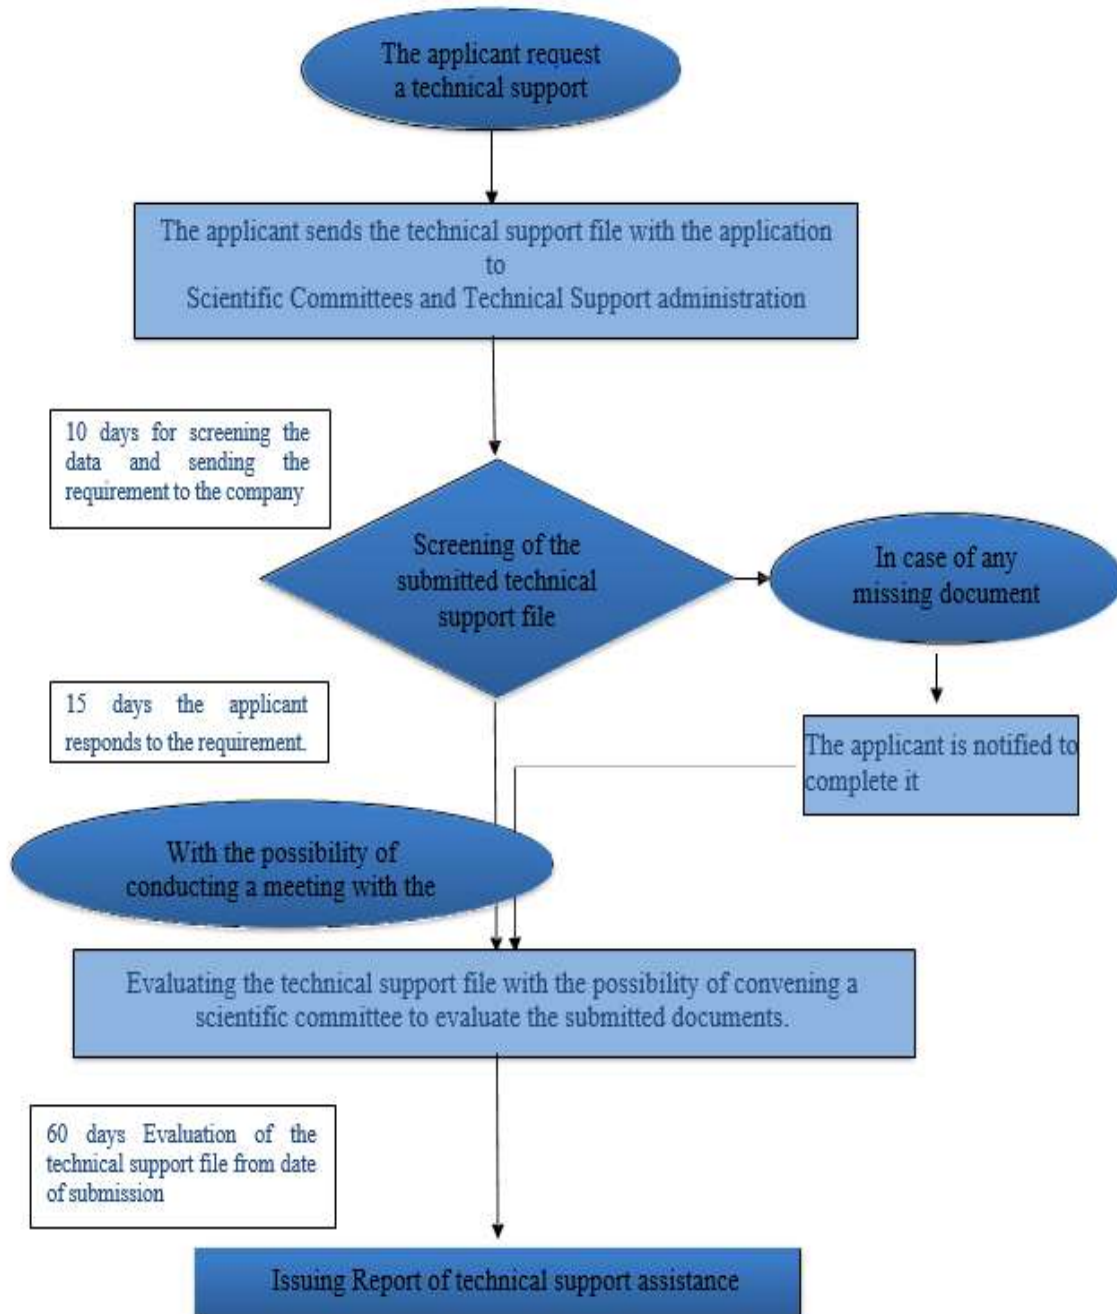 The applicant request
a technical support
The applicant sends the technical support file with the application
to
Scientific Committees and Technical Support administration
10 days for screening the
data and sending the
requirement to the company
Screening of the
submitted technical
support file
In case of any
missing document
15 days the applicant
responds to the requirement.
The applicant is notified to
complete it
With the possibility of
conducting a meeting with the
Evaluating the technical support file with the possibility of convening a
scientific committee to evaluate the submitted documents.
60 days Evaluation of the
technical support file from date
of submission
Issuing Report of technical support assistance